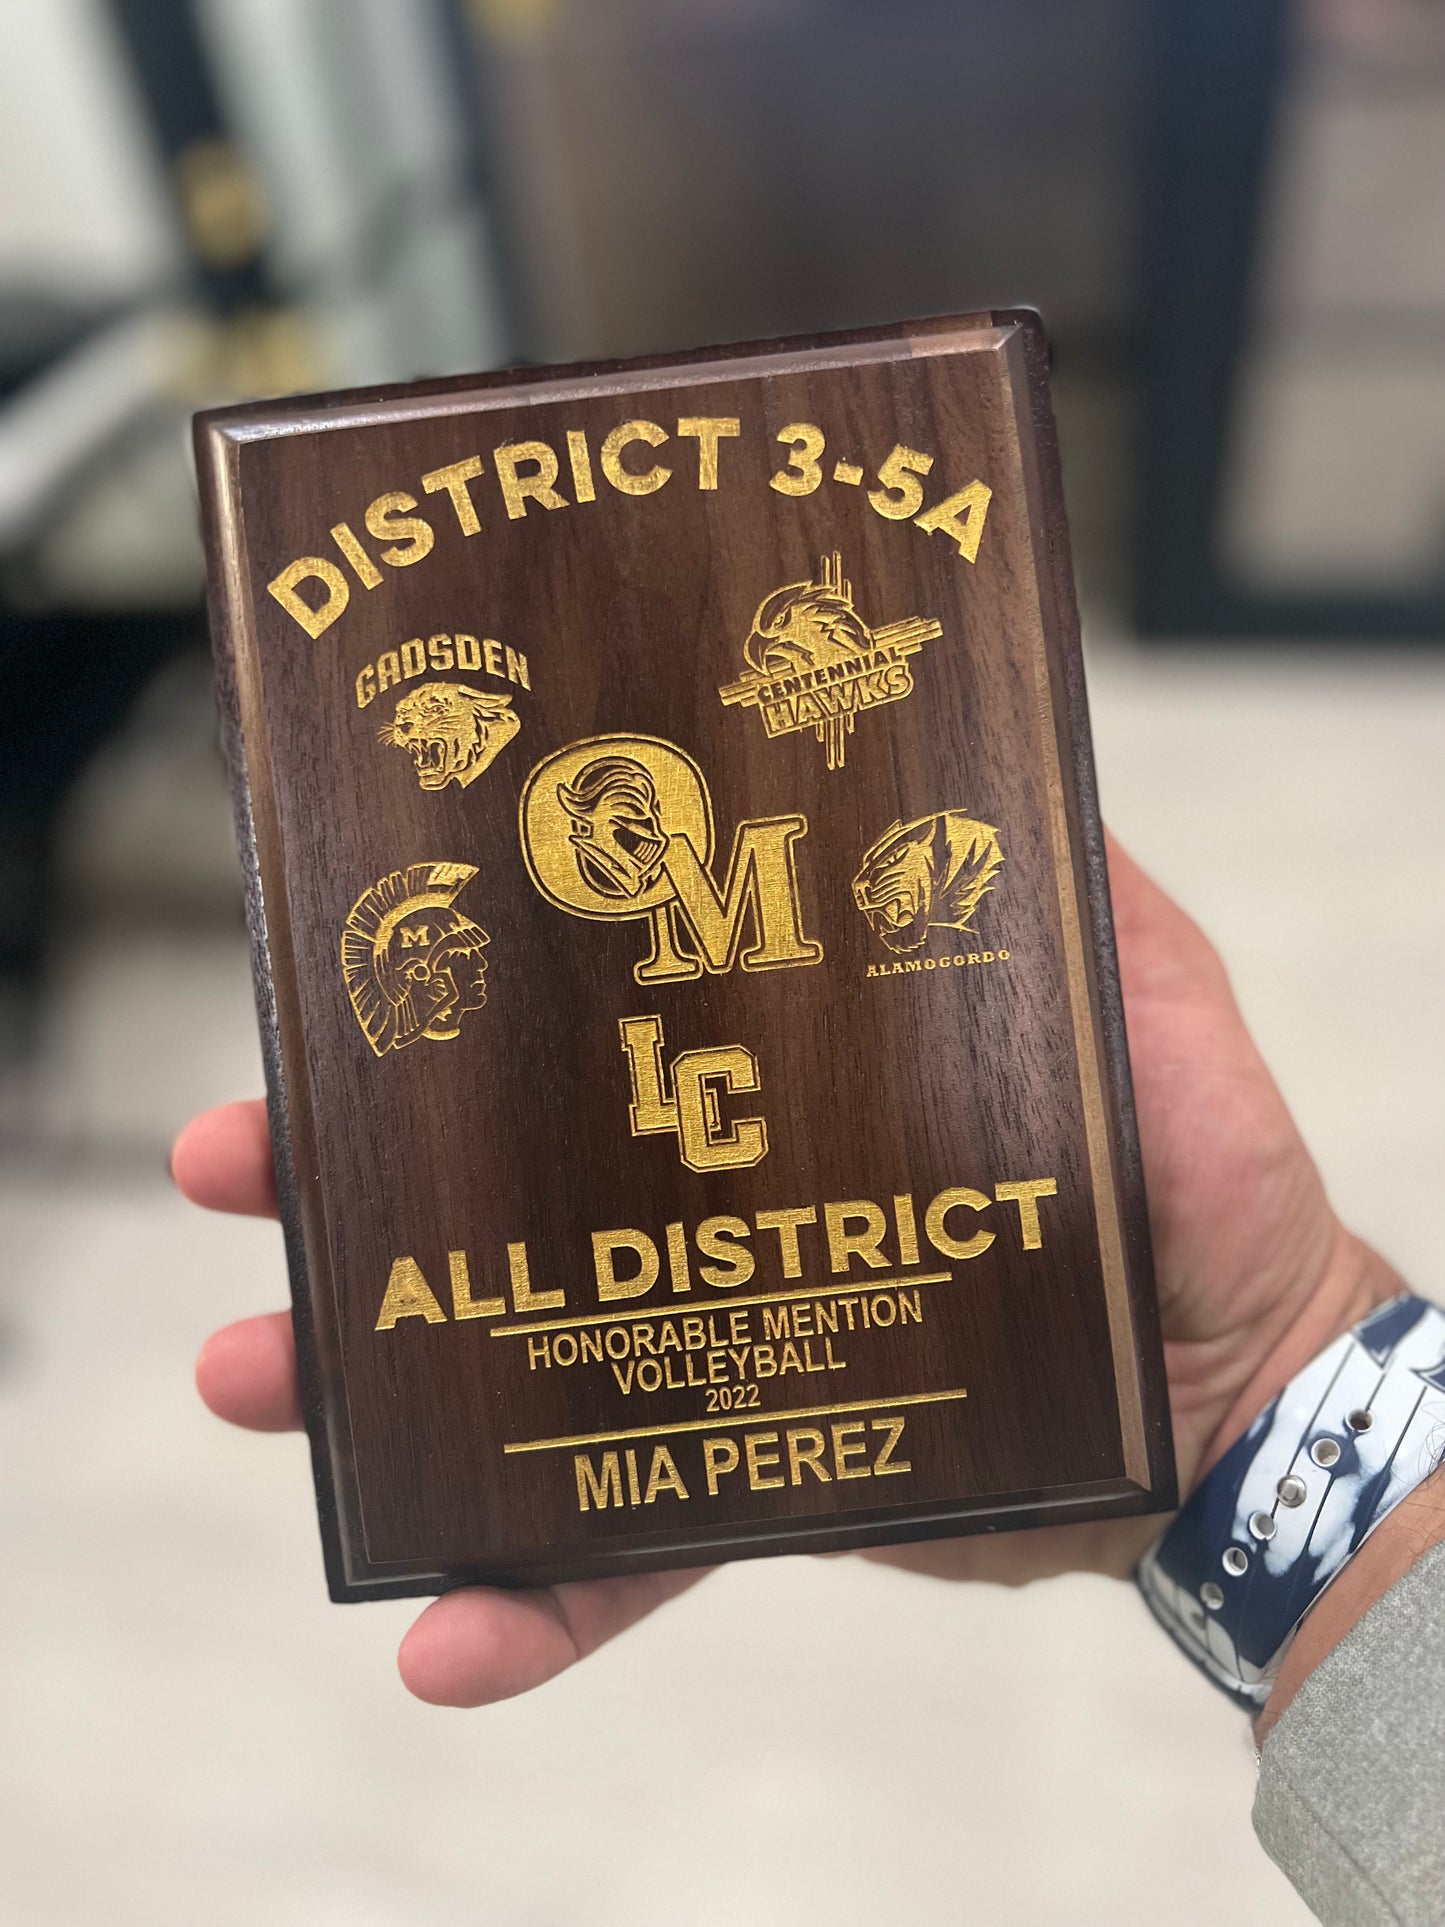 DISTRICT 3-5A
GADSDEN
CENTENNIAL
HAWKS
OM
M
ALAMOGORDO
LC
ALL DISTRICT
HONORABLE MENTION
VOLLEYBALL
2022
MIA PEREZ